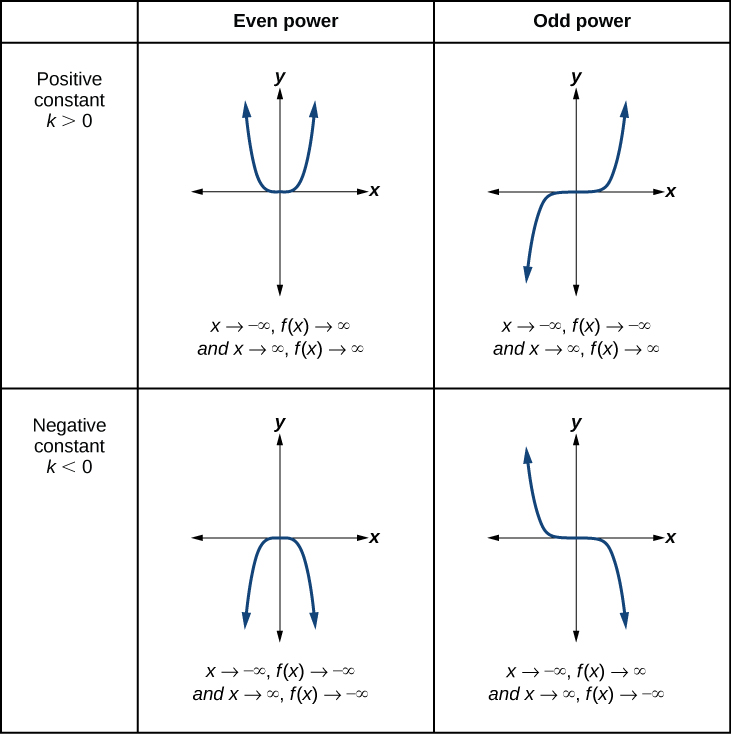 Even power
Odd power
Positive
constant
k > 0
y
x
x → −∞, f(x) → ∞
and x → ∞, f(x) → ∞
y
x
x → −∞, f(x) → −∞
and x → ∞, f(x) → ∞
Negative
constant
k < 0
y
x
x → −∞, f(x) → −∞
and x → ∞, f(x) → −∞
y
x
x → −∞, f(x) → ∞
and x → ∞, f(x) → −∞